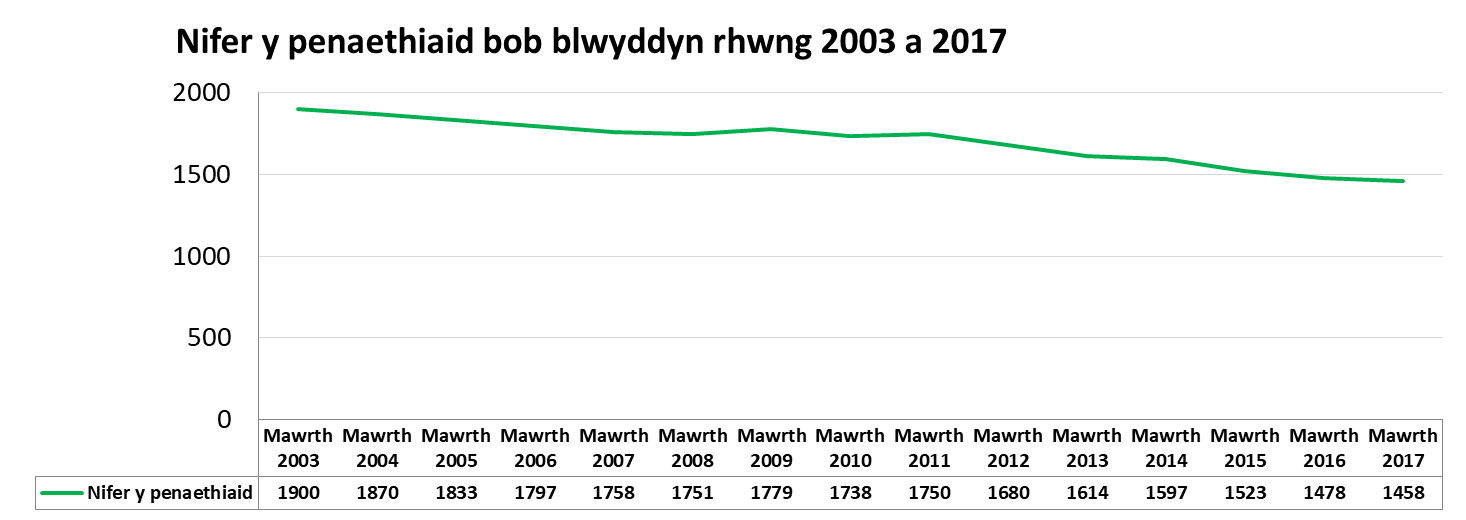 Nifer y penaethiaid bob blwyddyn rhwng 2003 a 2017
2000
1500
1000
500
0
Mawrth Mawrth Mawrth Mawrth Mawrth Mawrth Mawrth Mawrth Mawrth Mawrth Mawrth Mawrth Mawrth Mawrth Mawrth
2003 2004 2005 2006 2007 2008 2009 2010 2011 2012 2013 2014 2015 2016 2017
Nifer y penaethiaid 1900 1870 1833 1797 1758 1751 1779 1738 1750 1680 1614 1597 1523 1478 1458